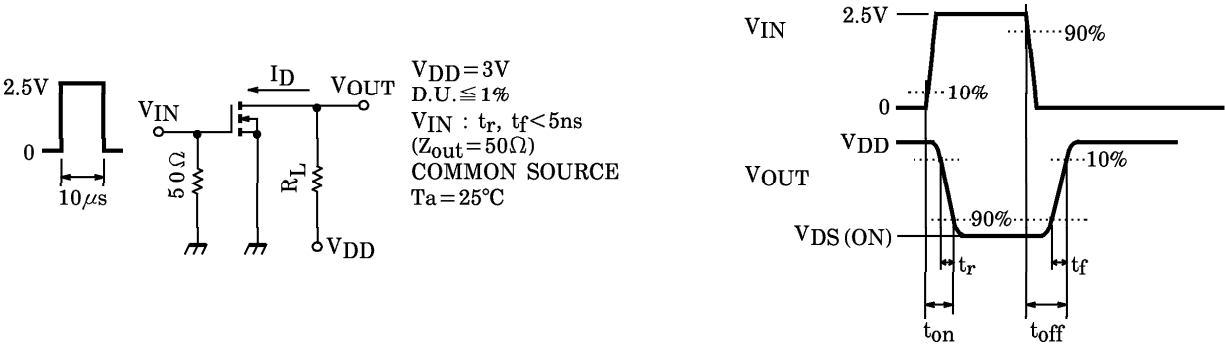 2.5V
0
10μs
VIN
50Ω
ID
VOUT
RL
VDD
VDD=3V
D.U.≦1%
VIN : tr, tf<5ns
(Zout=50Ω)
COMMON SOURCE
Ta=25°C
VIN
2.5V
90%
10%
0
VDD
10%
VOUT
90%
VDS(ON)
tr
tf
ton
toff